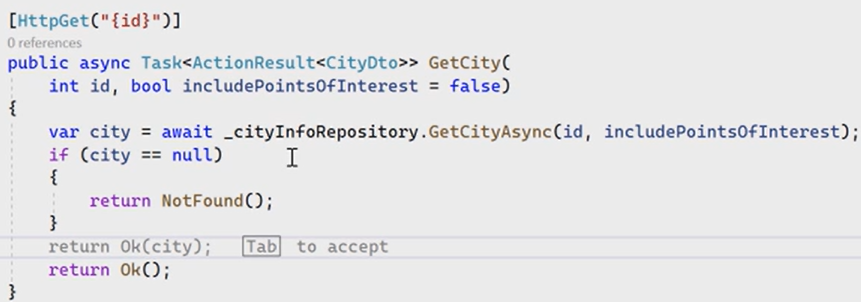 [HttpGet("{id}")]
0 references
public async Task<ActionResult<CityDto>> GetCity(
    int id, bool includePointsOfInterest = false)
{
    var city = await _cityInfoRepository.GetCityAsync(id, includePointsOfInterest);
    if (city == null)
    {
        return NotFound();
    }
    return Ok(city);   Tab to accept
    return Ok();
}